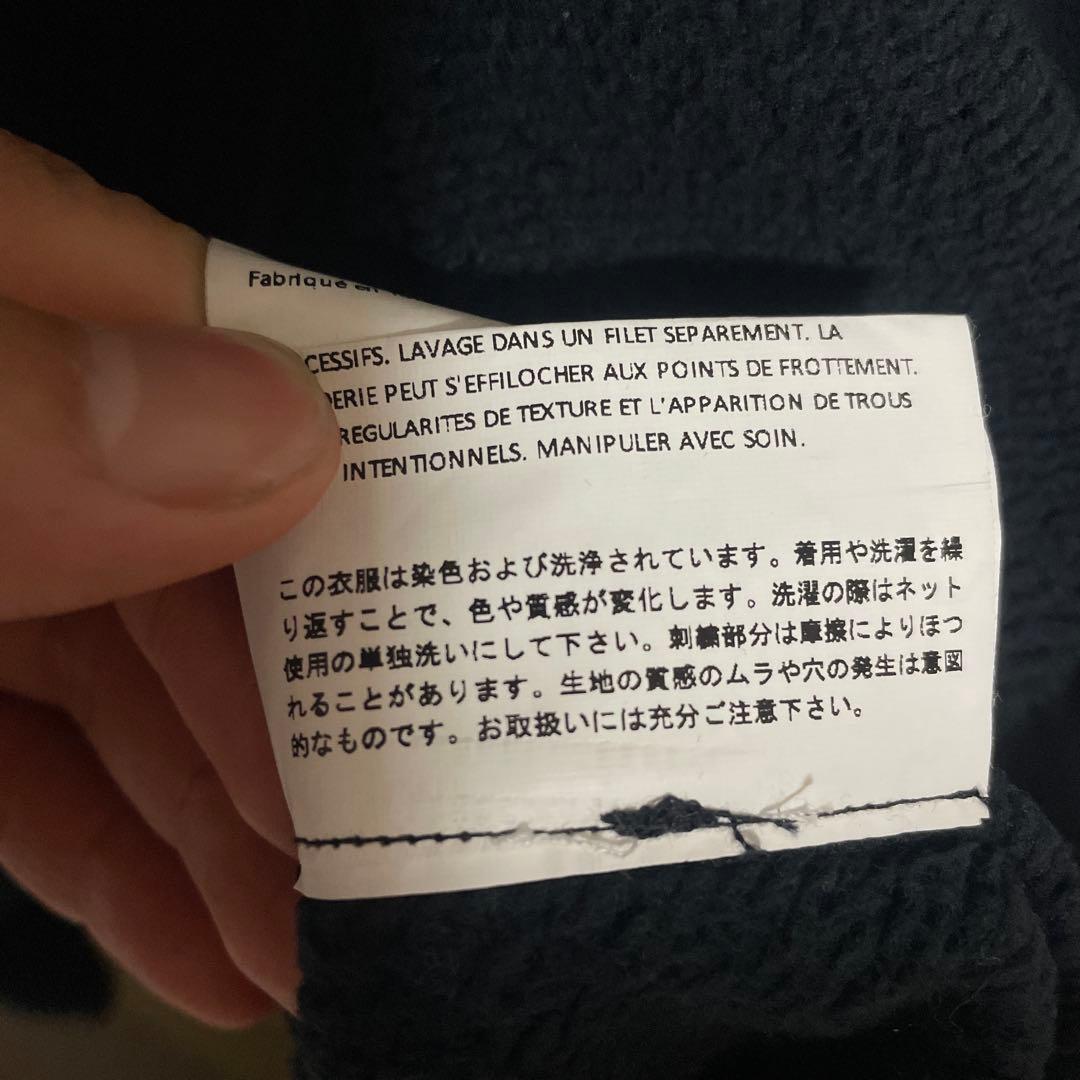 Fabriqué en
CESSIFS. LAVAGE DANS UN FILET SEPAREMENT. LA
DERIE PEUT S'EFFILOCHER AUX POINTS DE FROTTEMENT.
REGULARITES DE TEXTURE ET L'APPARITION DE TROUS
INTENTIONNELS. MANIPULER AVEC SOIN.
この衣服は染色および洗浄されています。着用や洗濯を繰
り返すことで、色や質感が変化します。洗濯の際はネット
使用の単独洗いにして下さい。刺繍部分は摩擦によりほつ
れることがあります。生地の質感のムラや穴の発生は意図
的なものです。お取扱いには充分ご注意下さい。